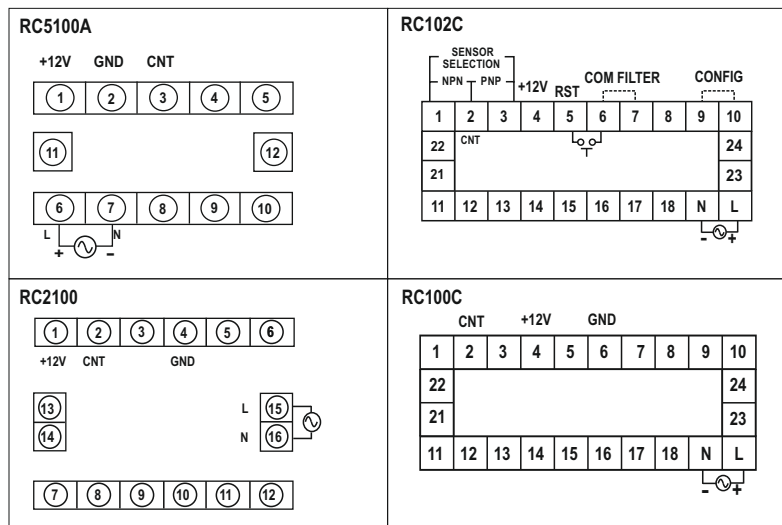 RC5100A
+12V GND CNT
1 2 3 4 5
11 12
6 7 8 9 10
L N
+ -
RC102C
SENSOR
SELECTION
NPN PNP +12V RST COM FILTER CONFIG
1 2 3 4 5 6 7 8 9 10
22 CNT 24
21 23
11 12 13 14 15 16 17 18 N L
- +
RC2100
1 2 3 4 5 6
+12V CNT GND
13 L 15
14 N 16
7 8 9 10 11 12
RC100C
CNT +12V GND
1 2 3 4 5 6 7 8 9 10
22 24
21 23
11 12 13 14 15 16 17 18 N L
- +